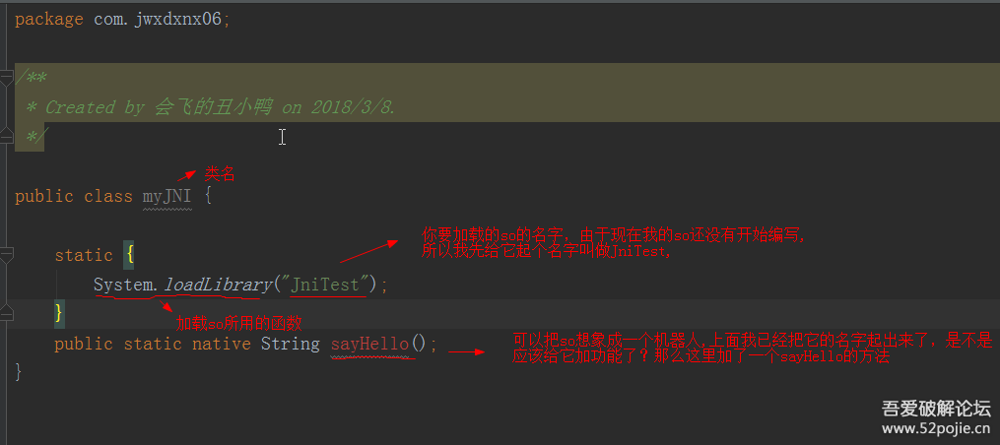 package com.jwxdxnx06;
/**
* Created by 会飞的丑小鸭 on 2018/3/8.
*/
类名
public class myJNI {
你要加载的so的名字, 由于现在我的so还没有开始编写,
所以我先给它起个名字叫做JniTest,
static {
System.loadLibrary("JniTest");
}
加载so所用的函数
public static native String sayHello();
可以把so想象成一个机器人,上面我已经把它的名字起出来了，是不是
应该给它加功能了？那么这里加了一个sayHello的方法
}
吾爱破解论坛
www.52pojie.cn